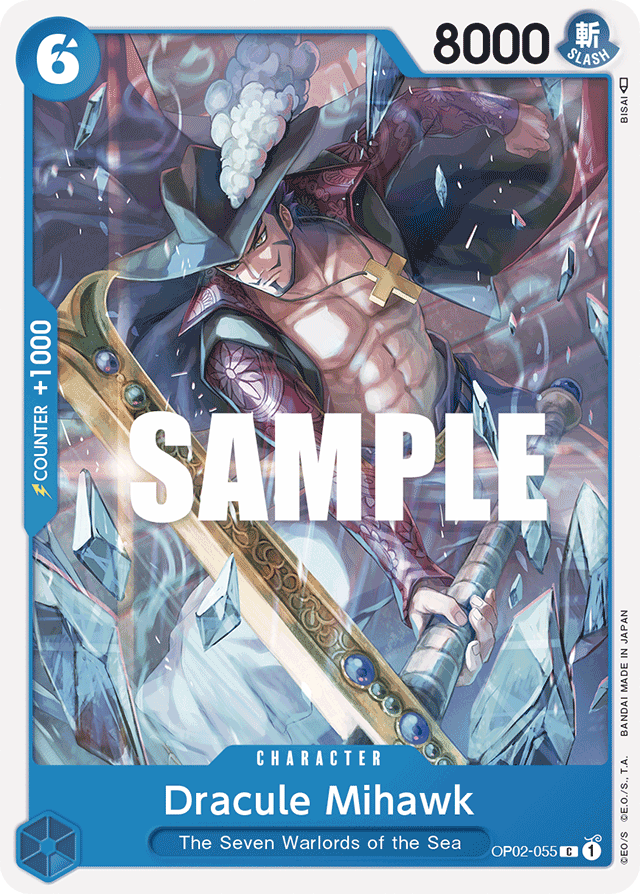 6
8000
斬
SLASH
BISAI
COUNTER +1000
SAMPLE
CHARACTER
Dracule Mihawk
The Seven Warlords of the Sea
OP02-055 C 1
©EO/S ©E.O./S., T.A. BANDAI MADE IN JAPAN